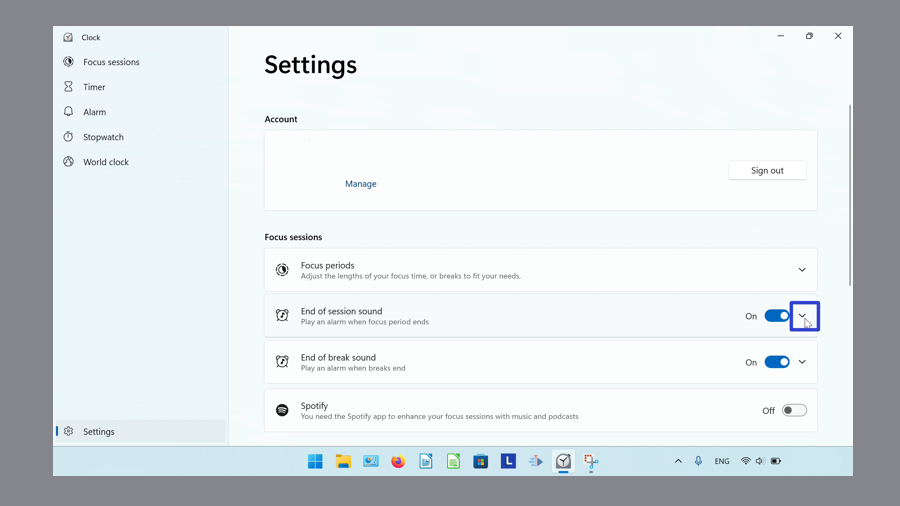 Clock
Focus sessions
Timer
Alarm
Stopwatch
World clock
Settings
Settings
Account
Manage
Sign out
Focus sessions
Focus periods
Adjust the lengths of your focus time, or breaks to fit your needs.
End of session sound
Play an alarm when focus period ends
On
End of break sound
Play an alarm when breaks end
On
Spotify
You need the Spotify app to enhance your focus sessions with music and podcasts
Off
L
ENG